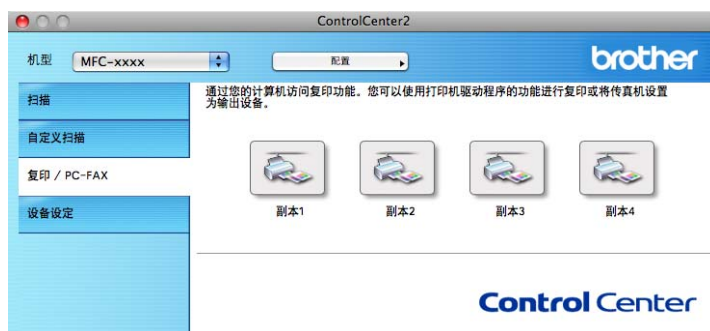 ControlCenter2
机型
MFC-xxxx
配置
brother
扫描
自定义扫描
复印 / PC-FAX
设备设定
通过您的计算机访问复印功能。您可以使用打印机驱动程序的功能进行复印或将传真机设置
为输出设备。
副本1
副本2
副本3
副本4
Control Center